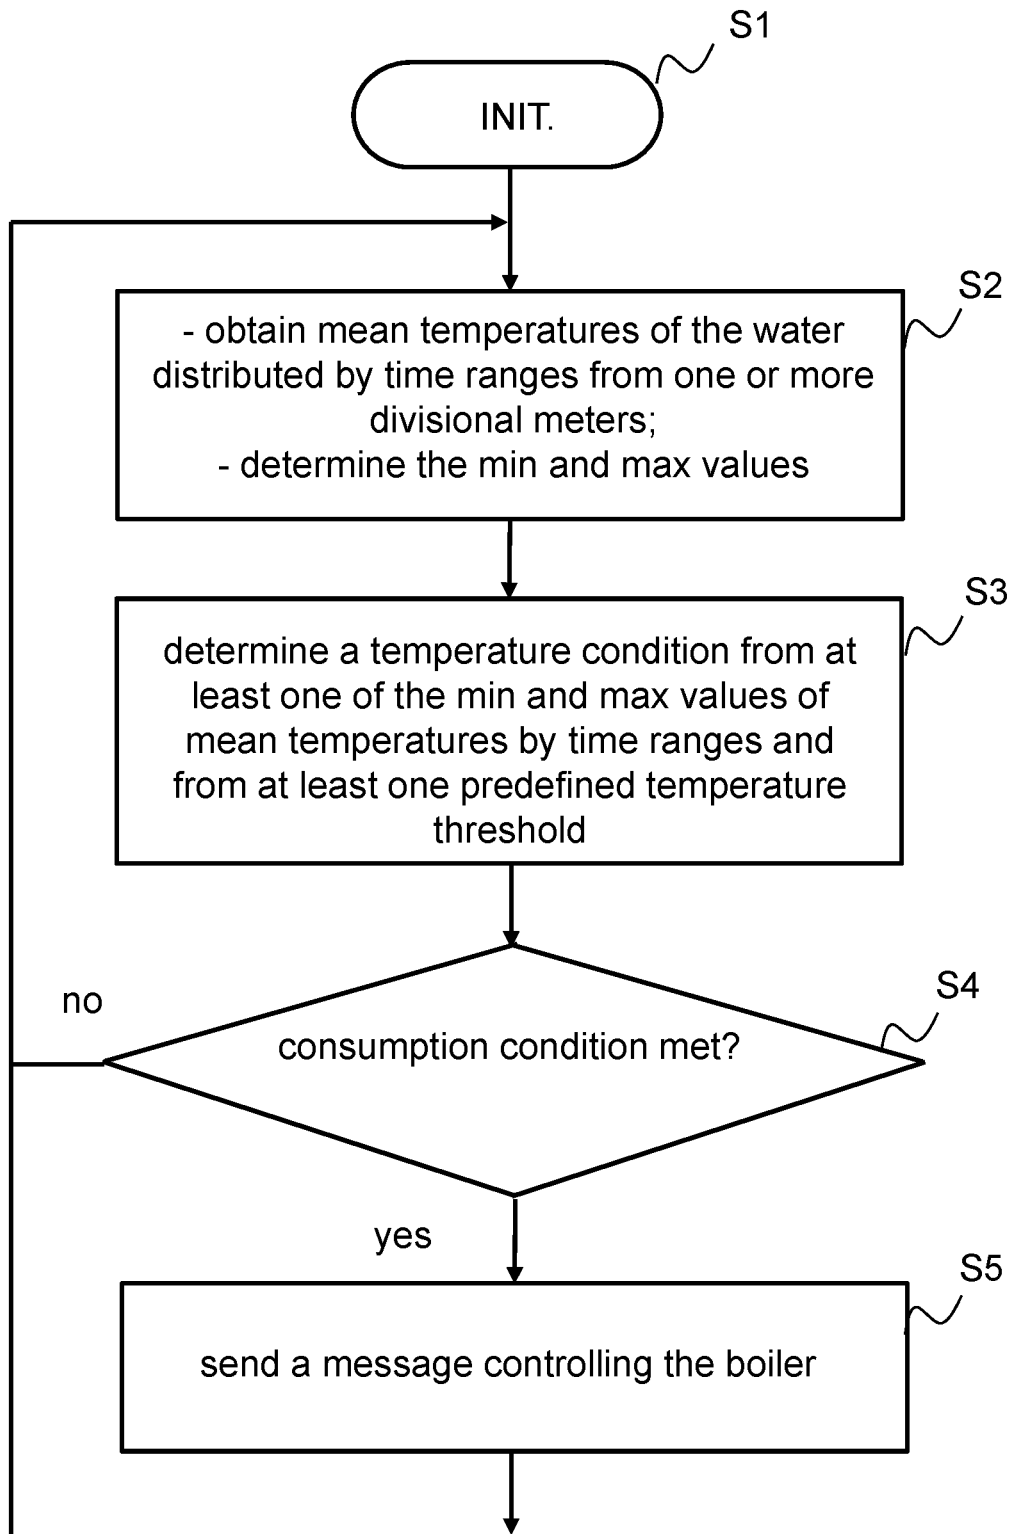 S1
INIT.
S2
- obtain mean temperatures of the water
distributed by time ranges from one or more
divisional meters;
- determine the min and max values
S3
determine a temperature condition from at
least one of the min and max values of
mean temperatures by time ranges and
from at least one predefined temperature
threshold
no
S4
consumption condition met?
yes
S5
send a message controlling the boiler